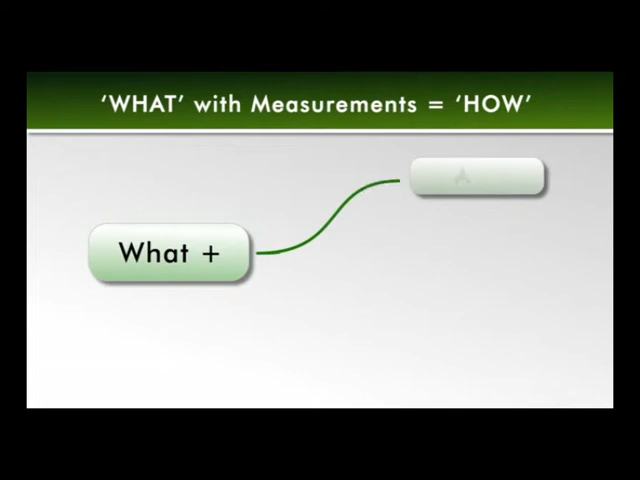 ‘WHAT’ with Measurements = ‘HOW’
What +